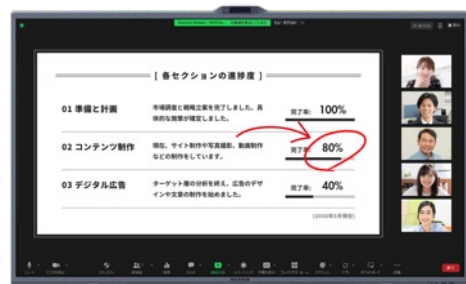 [ 各セクションの進捗度 ]
01 準備と計画
市場調査と戦略立案を完了しました。具
体的な施策が確定しました。
完了率: 100%
02 コンテンツ制作
現在、サイト制作や写真撮影、動画制作
などの制作をしています。
完了率: 80%
03 デジタル広告
ターゲット層の分析を終え、広告のデザ
インや文章の制作を始めました。
完了率: 40%
(2030年5月現在)
終了